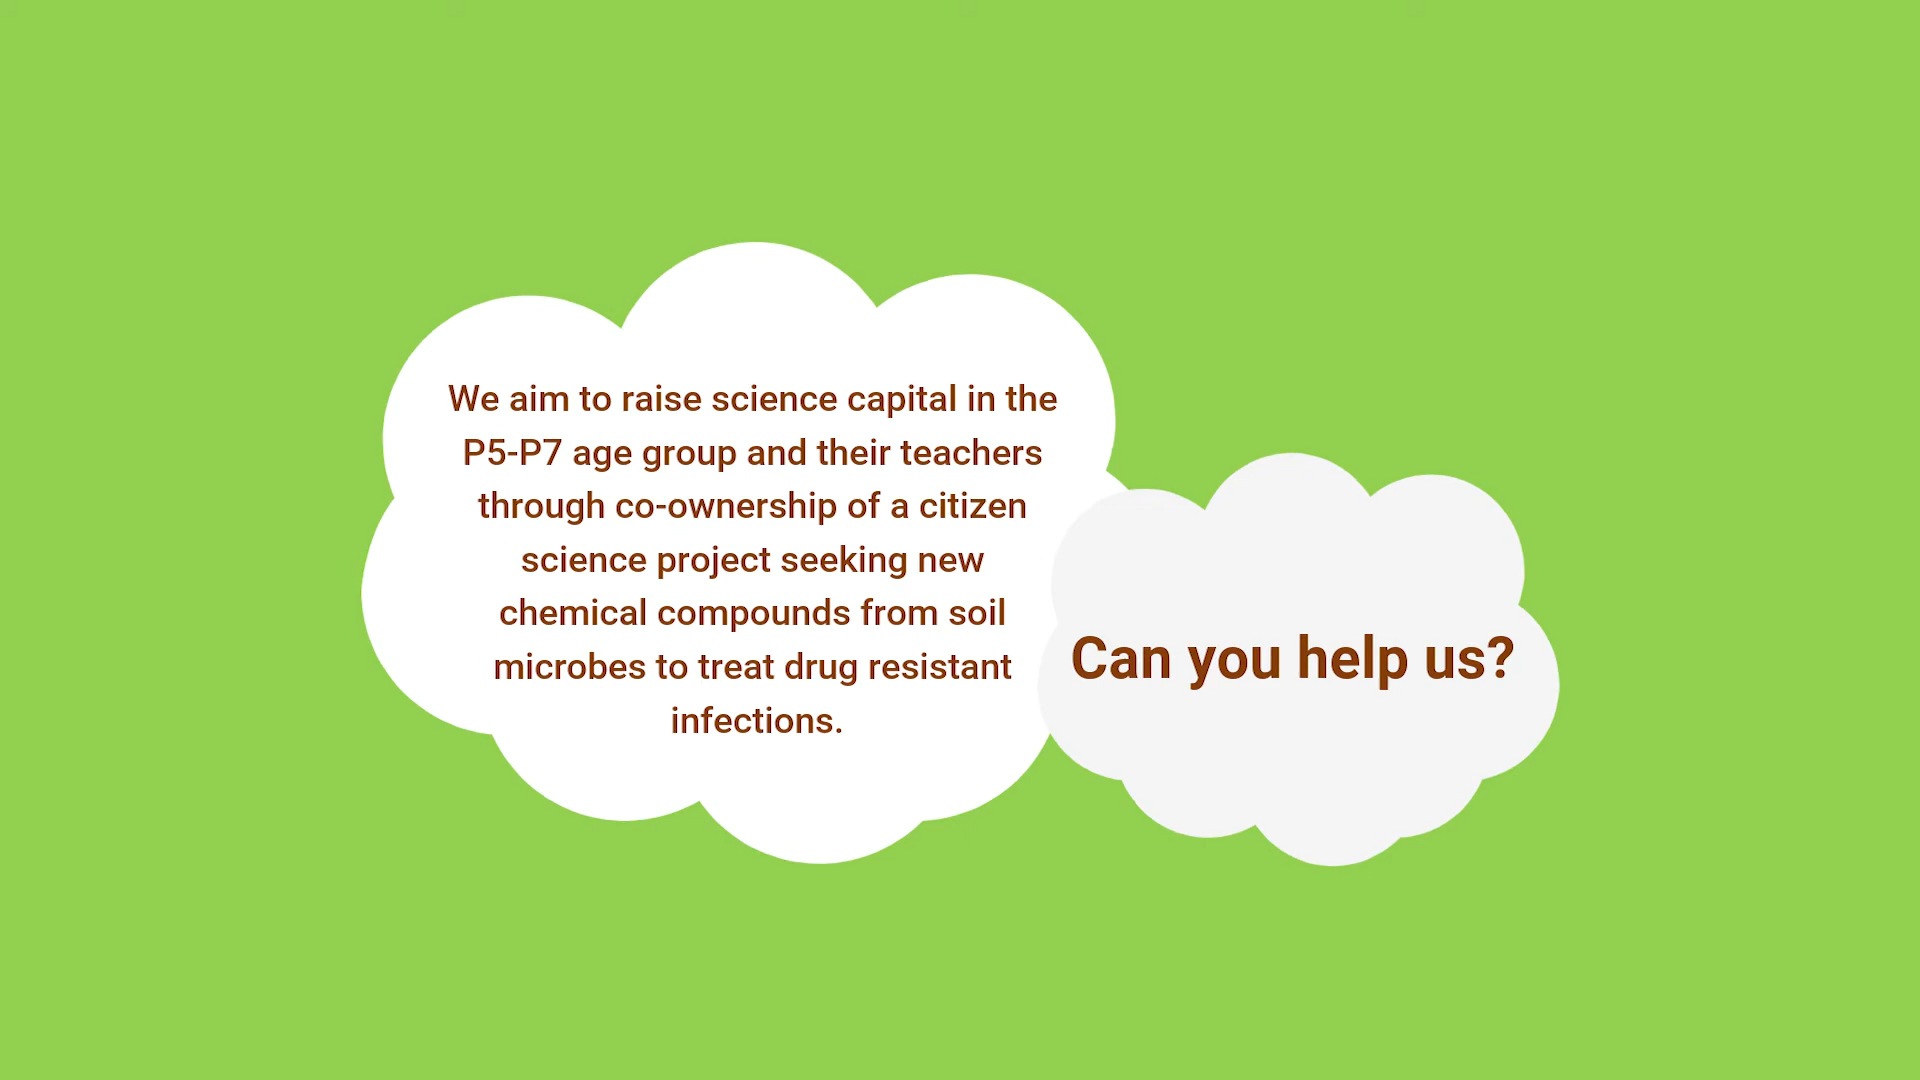 We aim to raise science capital in the
P5-P7 age group and their teachers
through co-ownership of a citizen
science project seeking new
chemical compounds from soil
microbes to treat drug resistant
infections.
Can you help us?